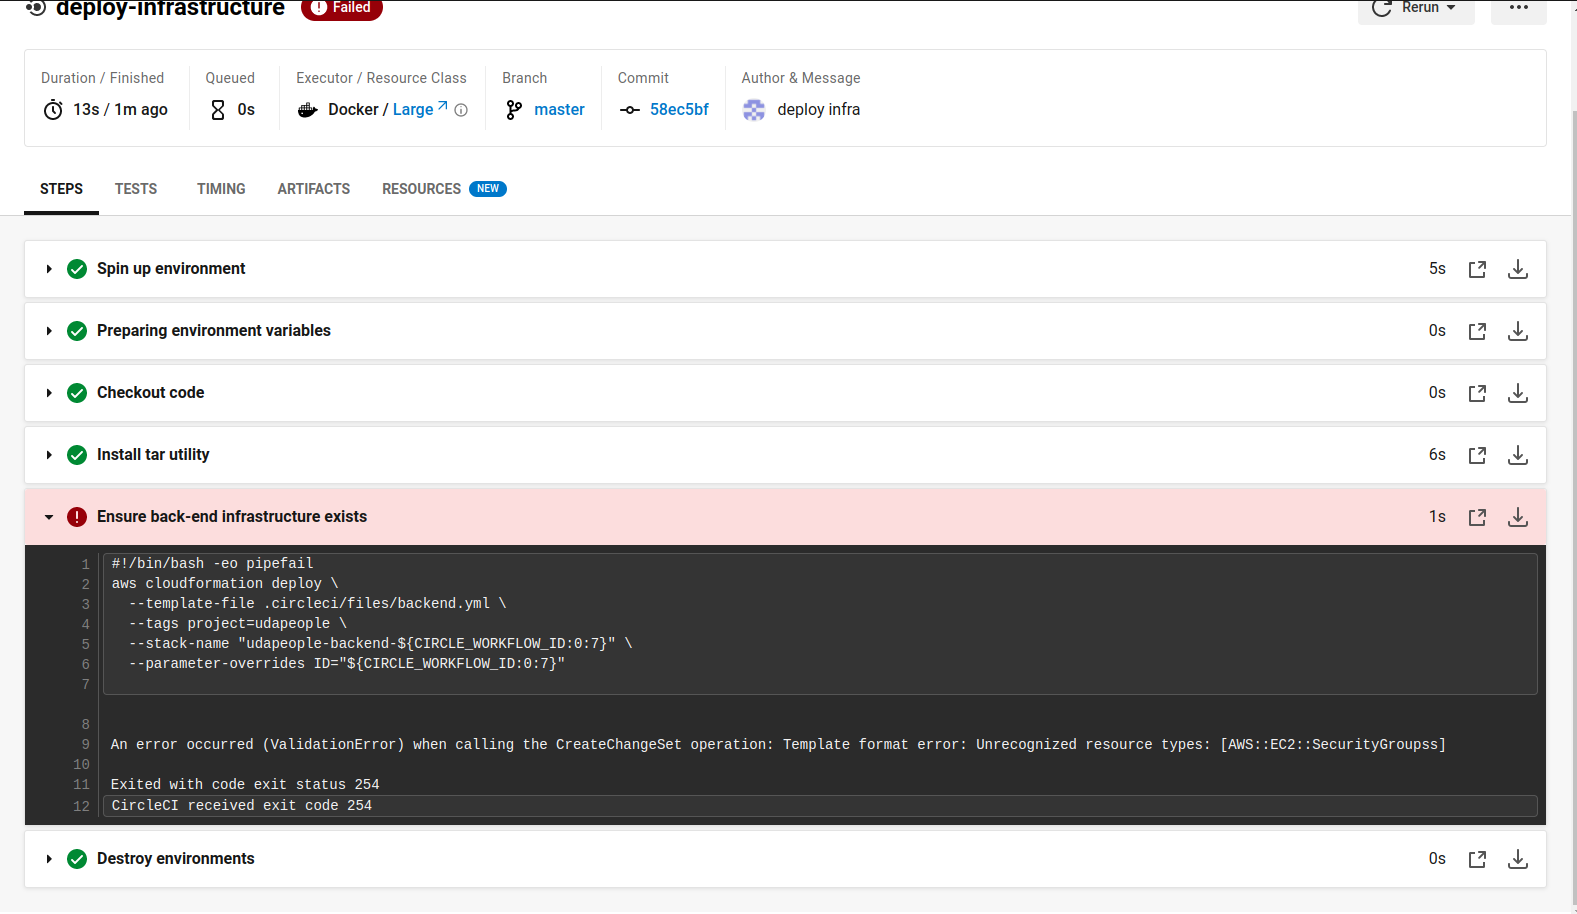 deploy-infrastructure Failed Rerun
Duration / Finished Queued Executor / Resource Class Branch Commit Author & Message
13s / 1m ago 0s Docker / Large master 58ec5bf deploy infra
STEPS TESTS TIMING ARTIFACTS RESOURCES NEW
Spin up environment 5s
Preparing environment variables 0s
Checkout code 0s
Install tar utility 6s
Ensure back-end infrastructure exists 1s
1 #!/bin/bash -eo pipefail
2 aws cloudformation deploy \
3 --template-file .circleci/files/backend.yml \
4 --tags project=udapeople \
5 --stack-name "udapeople-backend-${CIRCLE_WORKFLOW_ID:0:7}" \
6 --parameter-overrides ID="${CIRCLE_WORKFLOW_ID:0:7}"
7
8
9 An error occurred (ValidationError) when calling the CreateChangeSet operation: Template format error: Unrecognized resource types: [AWS::EC2::SecurityGroupss]
10
11 Exited with code exit status 254
12 CircleCI received exit code 254
Destroy environments 0s